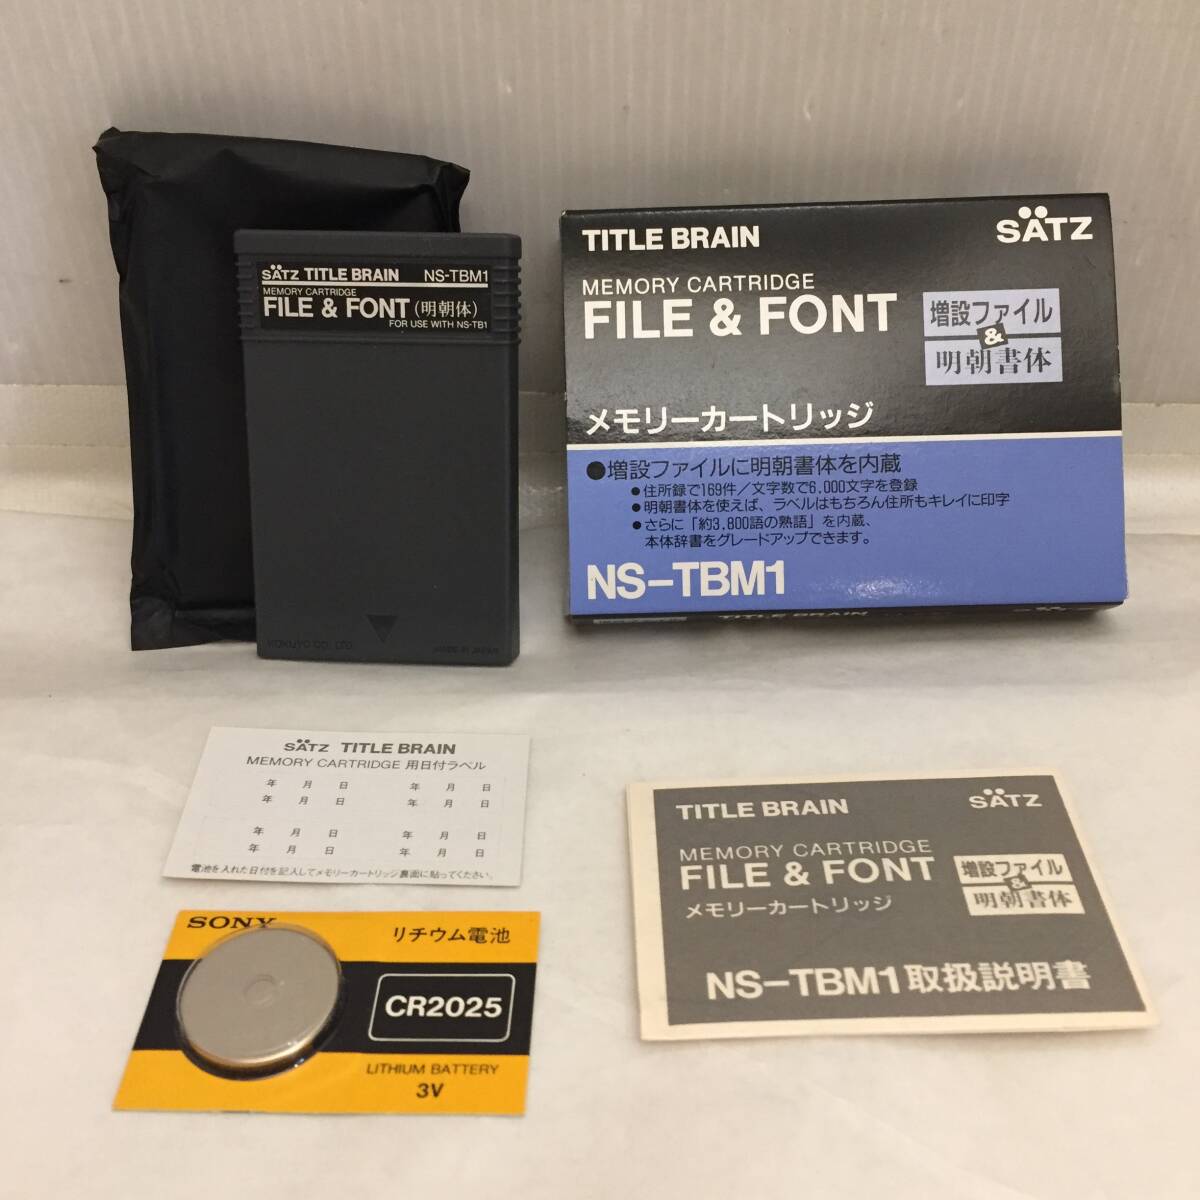 SÄTZ TITLE BRAIN NS-TBM1
MEMORY CARTRIDGE
FILE & FONT (明朝体)
FOR USE WITH NS-TB1
KOKUYO CO., LTD.
MADE IN JAPAN
TITLE BRAIN
SÄTZ
MEMORY CARTRIDGE
FILE & FONT
増設ファイル
&
明朝書体
メモリーカートリッジ
●増設ファイルに明朝書体を内蔵
●住所録で169件/文字数で6,000文字を登録
●明朝書体を使えば、ラベルはもちろん住所もキレイに印字
●さらに「約3,800語の熟語」を内蔵、
本体辞書をグレードアップできます。
NS-TBM1
TITLE BRAIN
SÄTZ TITLE BRAIN
MEMORY CARTRIDGE 用日付ラベル
年 月 日 年 月 日
年 月 日 年 月 日
年 月 日 年 月 日
年 月 日 年 月 日
電池を入れた日付を記入してメモリーカートリッジ裏面に貼ってください。
SONY
リチウム電池
CR2025
LITHIUM BATTERY
3V
TITLE BRAIN
SÄTZ
MEMORY CARTRIDGE
FILE & FONT
増設ファイル
&
明朝書体
メモリーカートリッジ
NS-TBM1取扱説明書